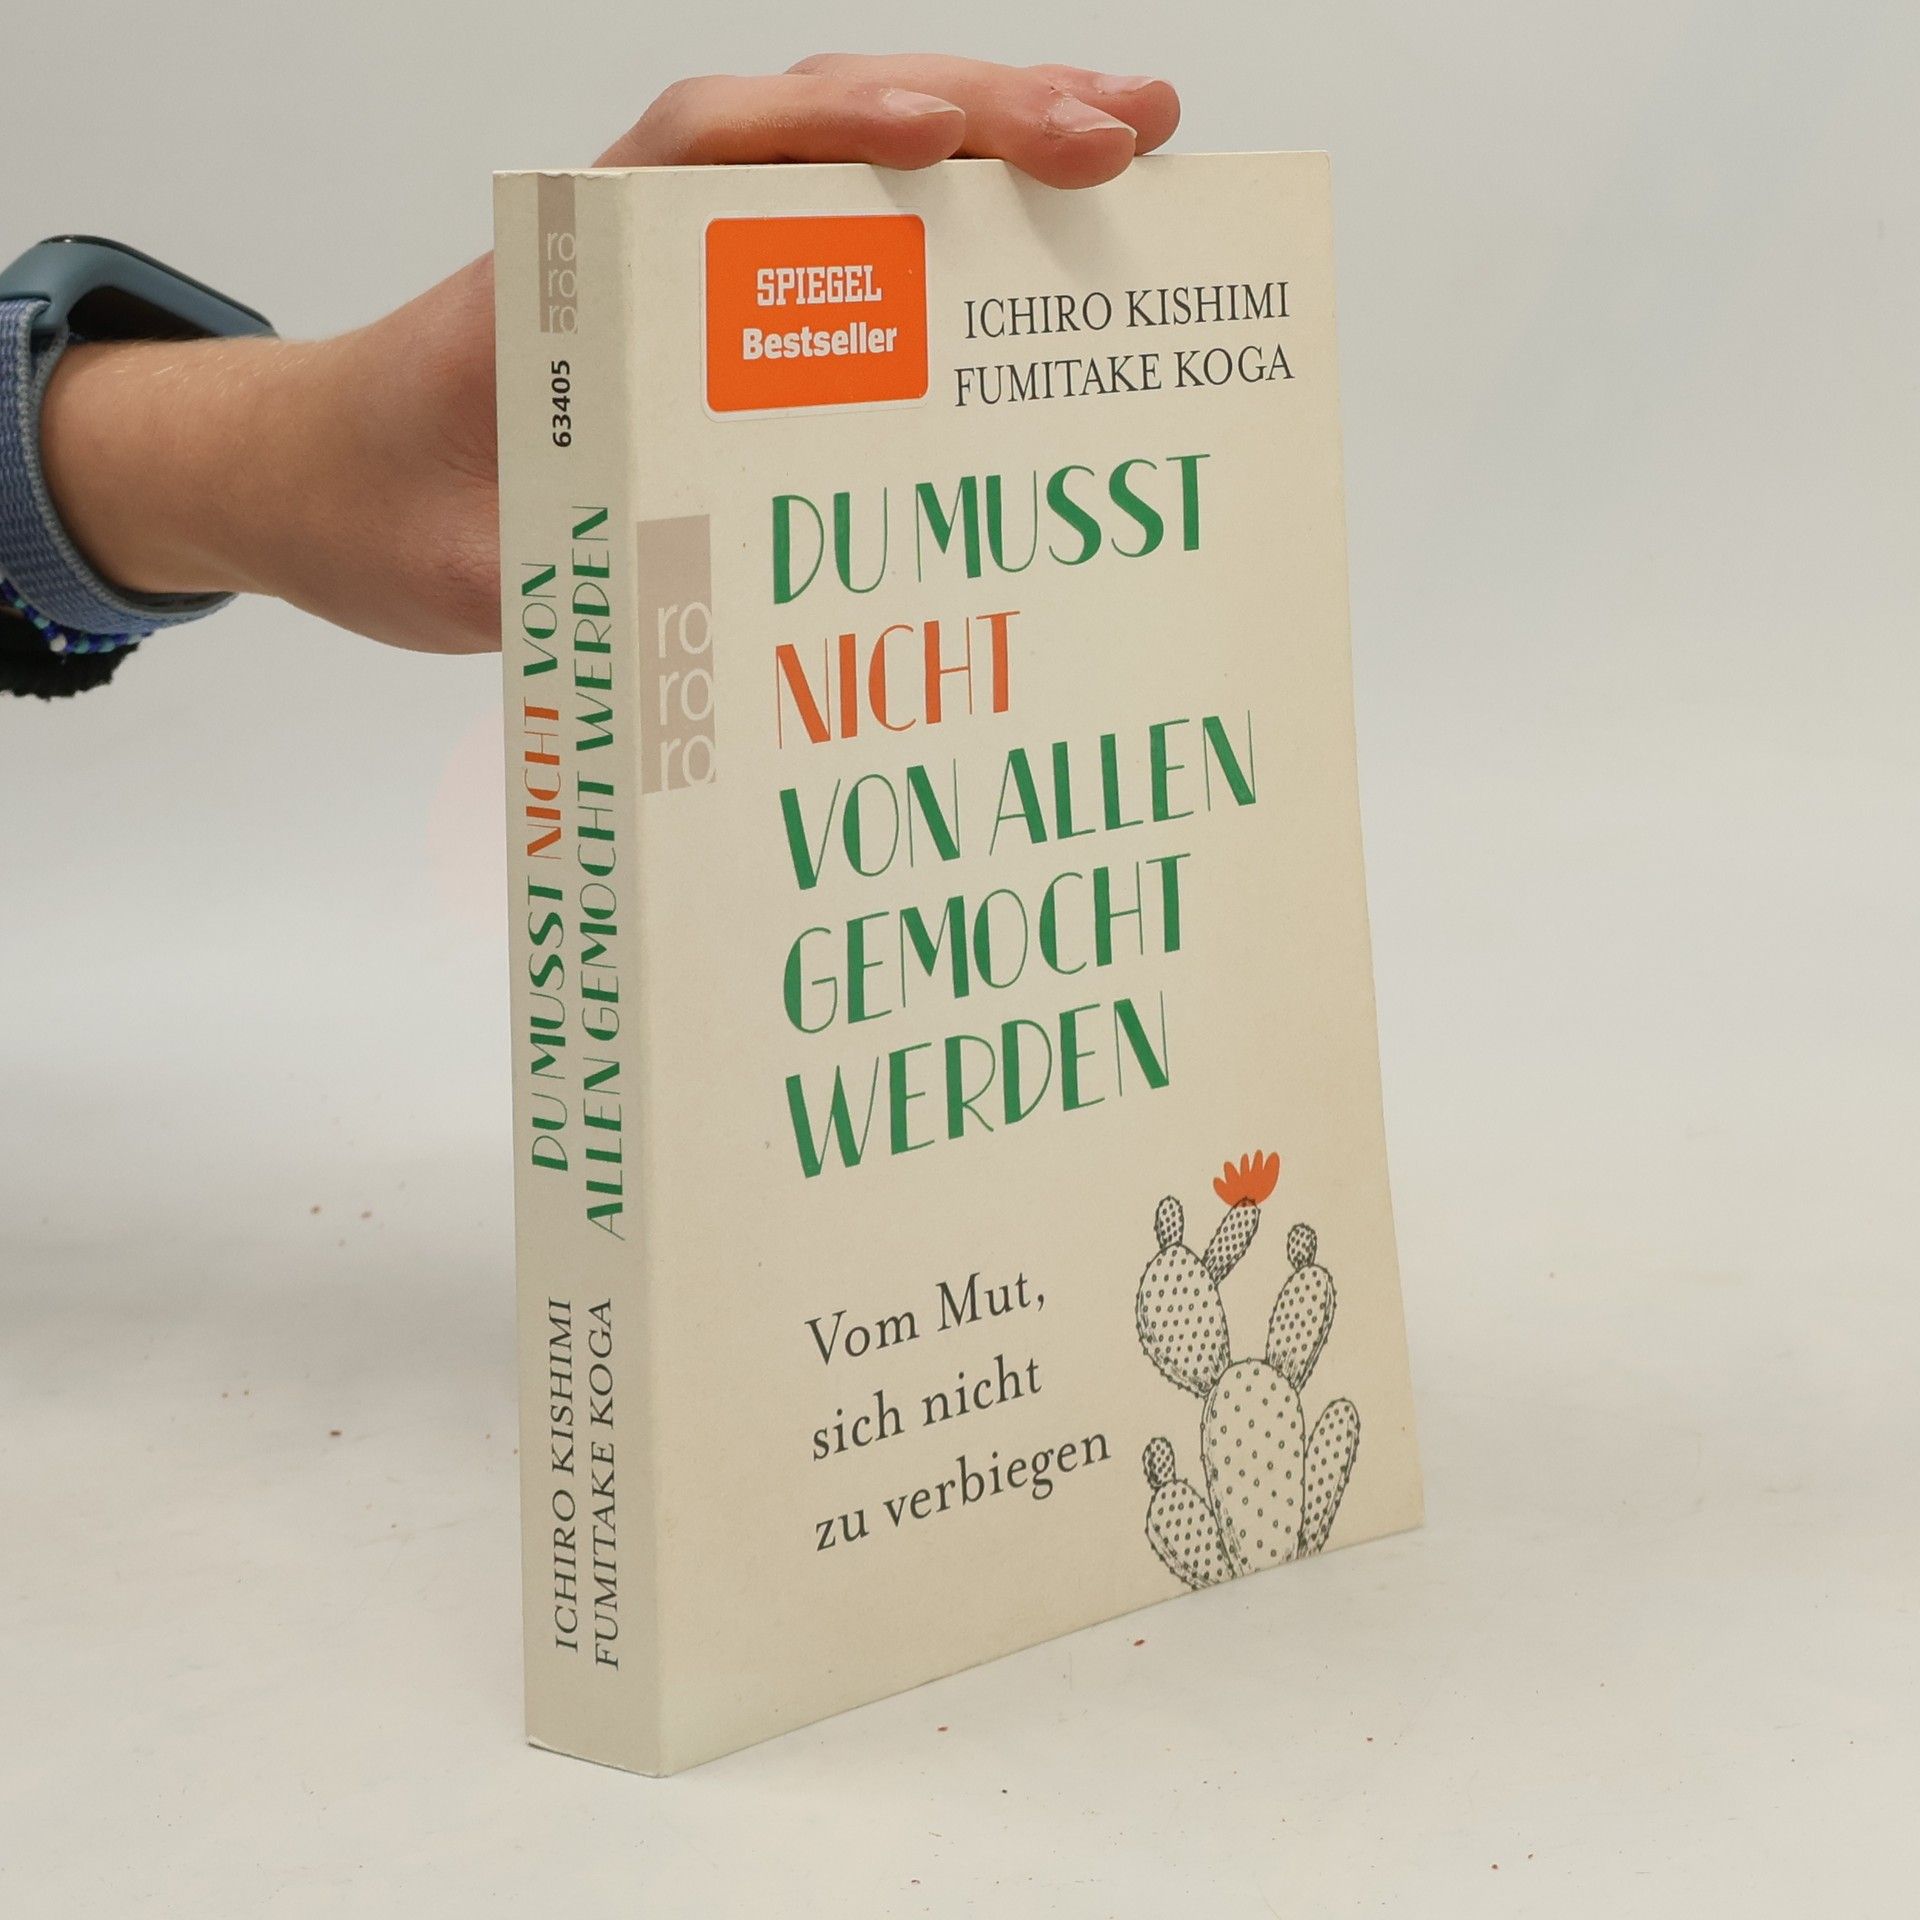 ro
ro
ro
63405
DU MUSST NICHT VON
ALLEN GEMOCHT WERDEN
ICHIRO KISHIMI
FUMITAKE KOGA
SPIEGEL
Bestseller
ICHIRO KISHIMI
FUMITAKE KOGA
ro
ro
ro
DU MUSST
NICHT
VON ALLEN
GEMOCHT
WERDEN
Vom Mut,
sich nicht
zu verbiegen